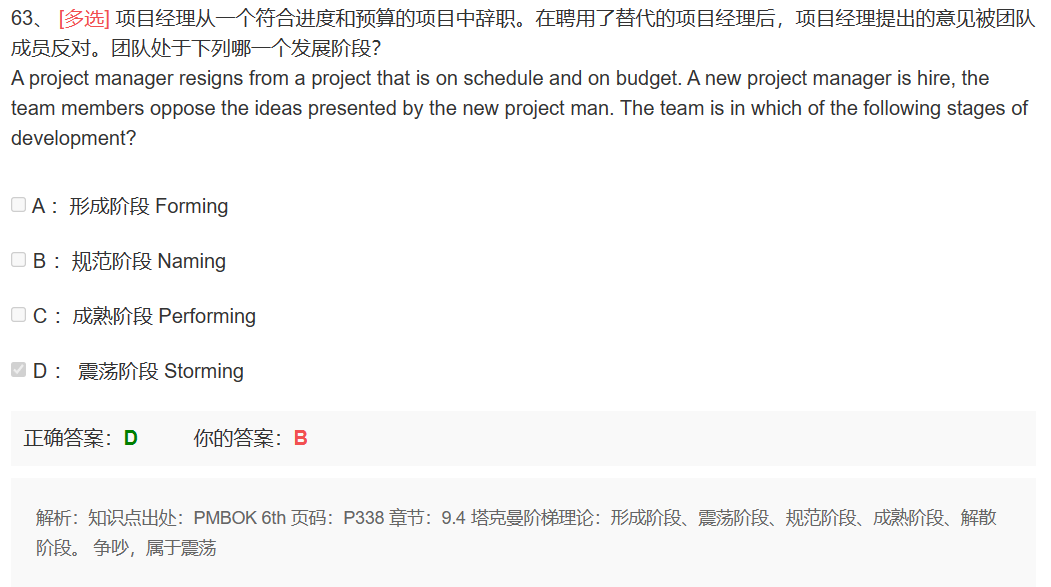 63、 [多选] 项目经理从一个符合进度和预算的项目中辞职。在聘用了替代的项目经理后，项目经理提出的意见被团队
成员反对。团队处于下列哪一个发展阶段?
A project manager resigns from a project that is on schedule and on budget. A new project manager is hire, the
team members oppose the ideas presented by the new project man. The team is in which of the following stages of
development?
A： 形成阶段 Forming
B： 规范阶段 Naming
C： 成熟阶段 Performing
D： 震荡阶段 Storming
正确答案：D 你的答案：B
解析：知识点出处：PMBOK 6th 页码：P338 章节：9.4 塔克曼阶梯理论：形成阶段、震荡阶段、规范阶段、成熟阶段、解散
阶段。 争吵，属于震荡